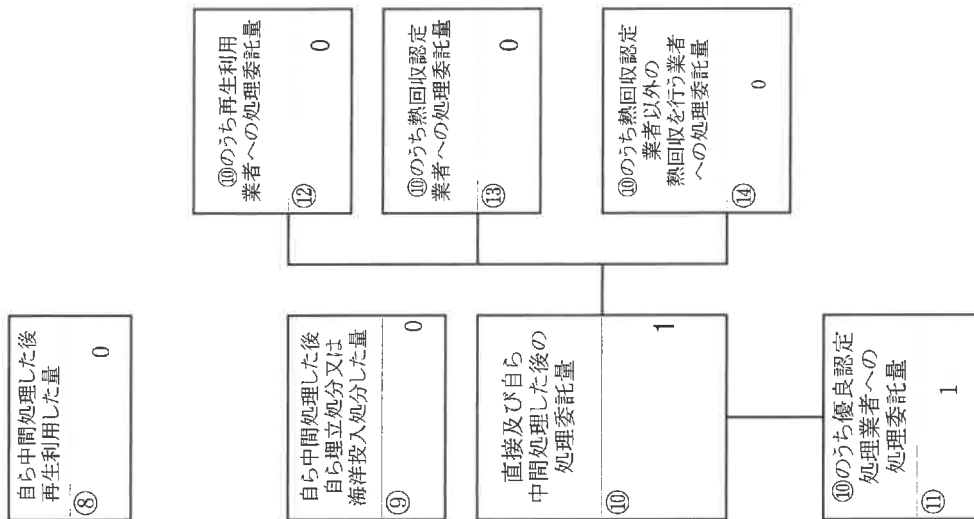 自ら中間処理した後
再生利用した量
⑧
0
自ら中間処理した後
自ら埋立処分又は
海洋投入処分した量
⑨
0
直接及び自ら
中間処理した後の
処理委託量
⑩
1
⑩のうち優良認定
処理業者への
処理委託量
⑪
1
⑩のうち再生利用
業者への処理委託量
⑫
0
⑩のうち熱回収認定
業者への処理委託量
⑬
0
⑩のうち熱回収認定
業者以外の
熱回収を行う業者
への処理委託量
⑭
0